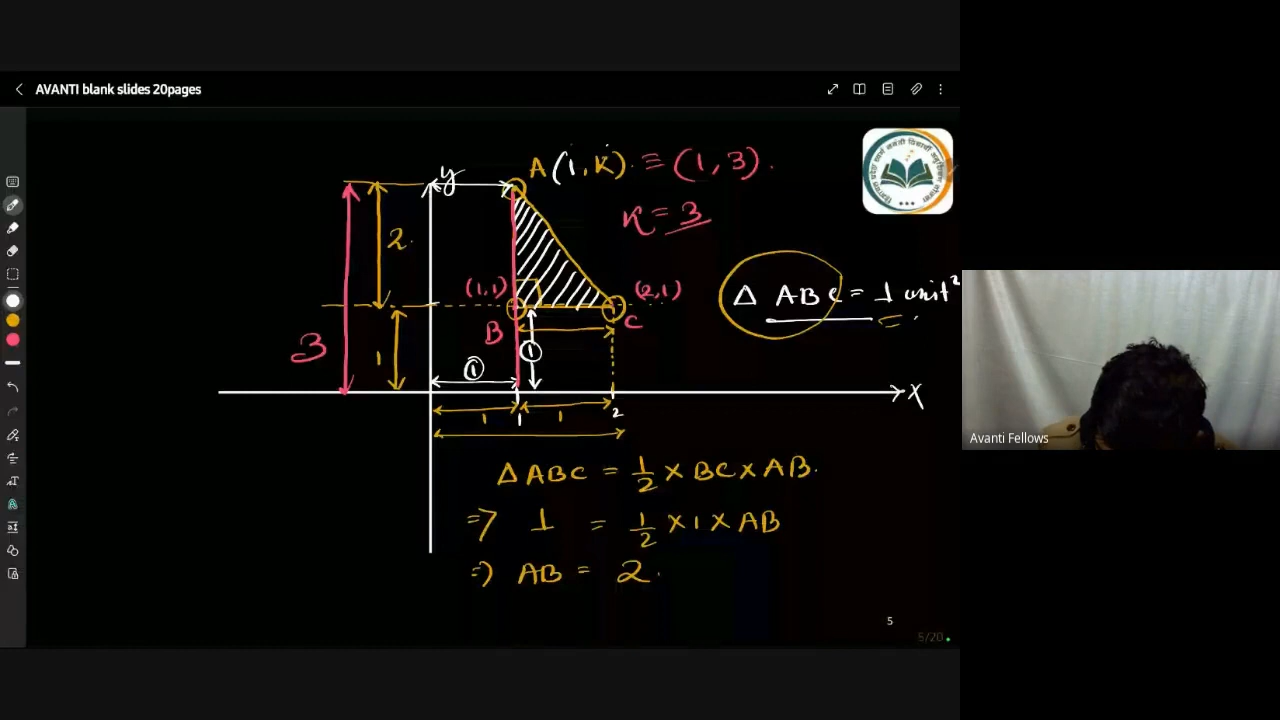 AVANTI blank slides 20pages
y
A(1,K). ≡ (1,3).
K = 3
2.
(1,1)
(2,1)
△ ABC = 1 unit²
B
C
3
1
①
①
X
1
1
1
2
△ ABC = 1/2 × BC × AB.
⇒ 1 = 1/2 × 1 × AB
⇒ AB = 2.
Avanti Fellows
5
5/20